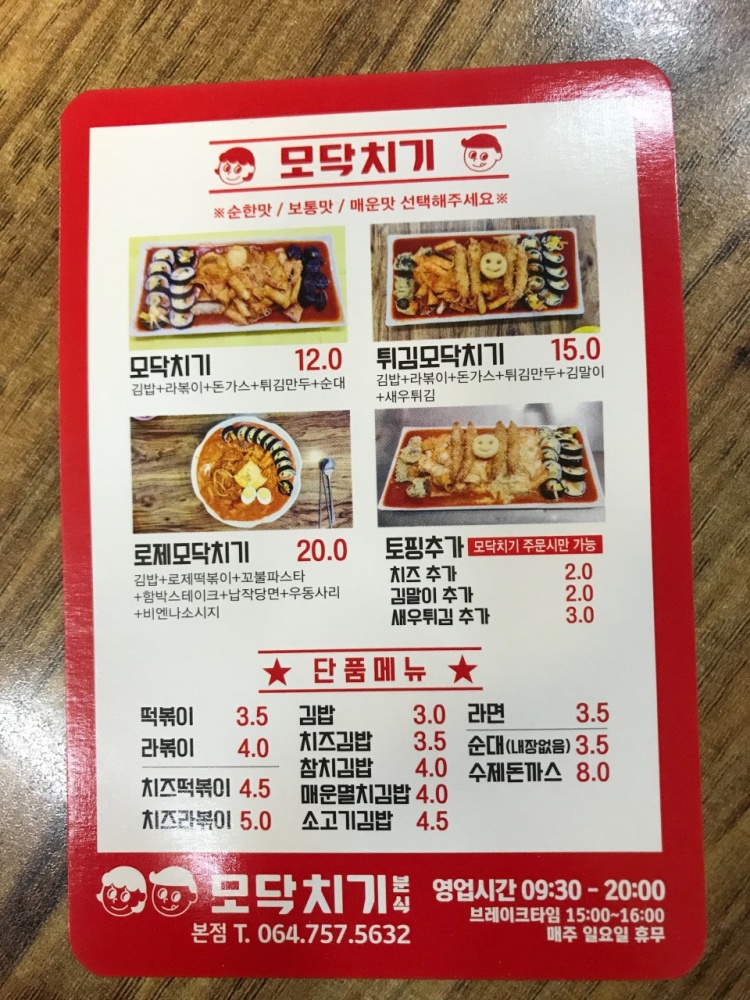 모닥치기
※순한맛 / 보통맛 / 매운맛 선택해주세요※
모닥치기 12.0
김밥+라볶이+돈가스+튀김만두+순대
튀김모닥치기 15.0
김밥+라볶이+돈가스+튀김만두+김말이
+새우튀김
로제모닥치기 20.0
김밥+로제떡볶이+꼬불파스타
+함박스테이크+납작당면+우동사리
+비엔나소시지
토핑추가 모닥치기 주문시만 가능
치즈 추가 2.0
김말이 추가 2.0
새우튀김 추가 3.0
★ 단품메뉴 ★
떡볶이 3.5
라볶이 4.0
치즈떡볶이 4.5
치즈라볶이 5.0
김밥 3.0
치즈김밥 3.5
참치김밥 4.0
매운멸치김밥 4.0
소고기김밥 4.5
라면 3.5
순대(내장없음) 3.5
수제돈까스 8.0
모닥치기분식
본점 T. 064.757.5632
영업시간 09:30 - 20:00
브레이크타임 15:00~16:00
매주 일요일 휴무